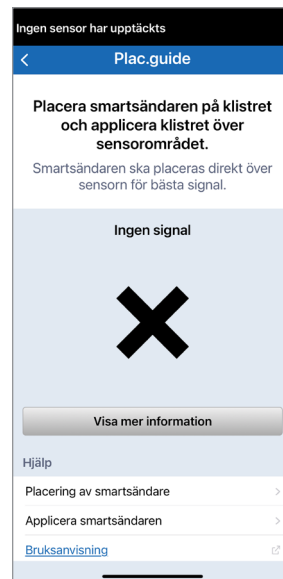 Ingen sensor har upptäckts
Plac.guide
Placera smartsändaren på klistret
och applicera klistret över
sensorområdet.
Smartsändaren ska placeras direkt över
sensorn för bästa signal.
Ingen signal
Visa mer information
Hjälp
Placering av smartsändare
Applicera smartsändaren
Bruksanvisning